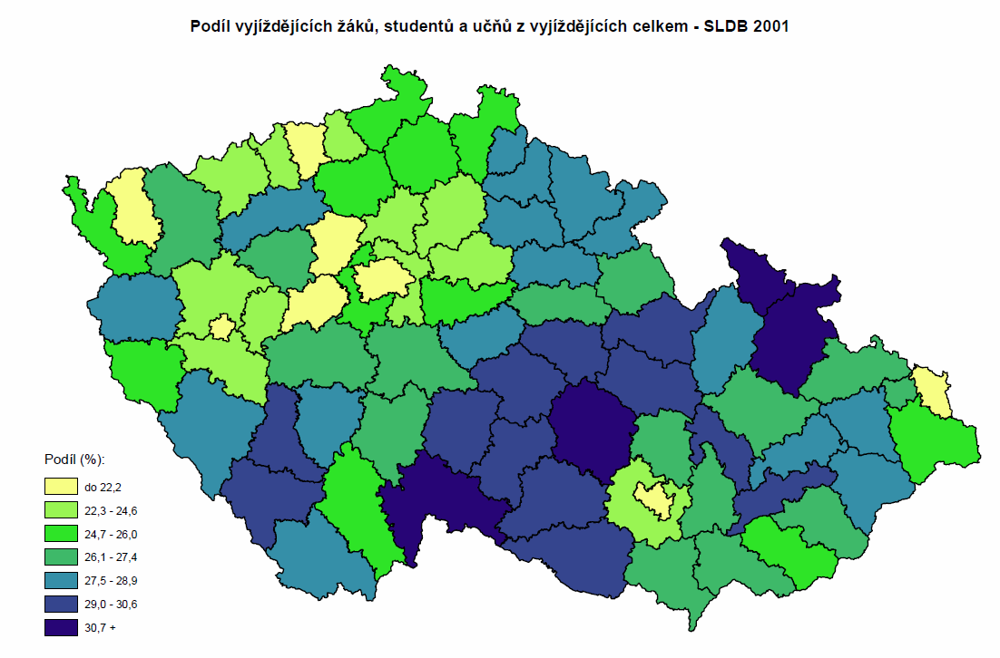 Podíl vyjíždějících žáků, studentů a učňů z vyjíždějících celkem - SLDB 2001
Podíl (%):
do 22,2
22,3 - 24,6
24,7 - 26,0
26,1 - 27,4
27,5 - 28,9
29,0 - 30,6
30,7 +